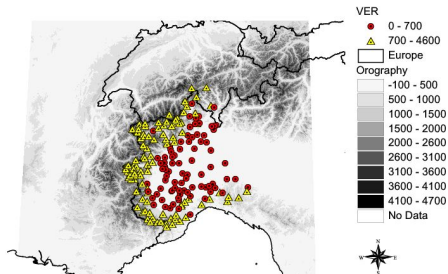 VER
0 - 700
700 - 4600
Europe
Orography
-100 - 500
500 - 1000
1000 - 1500
1500 - 2000
2000 - 2600
2600 - 3100
3100 - 3600
3600 - 4100
4100 - 4700
No Data
N
W E
S